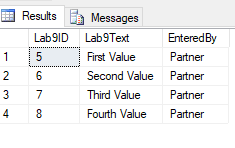 Results Messages
Lab9ID Lab9Text EnteredBy
1 5 First Value Partner
2 6 Second Value Partner
3 7 Third Value Partner
4 8 Fourth Value Partner